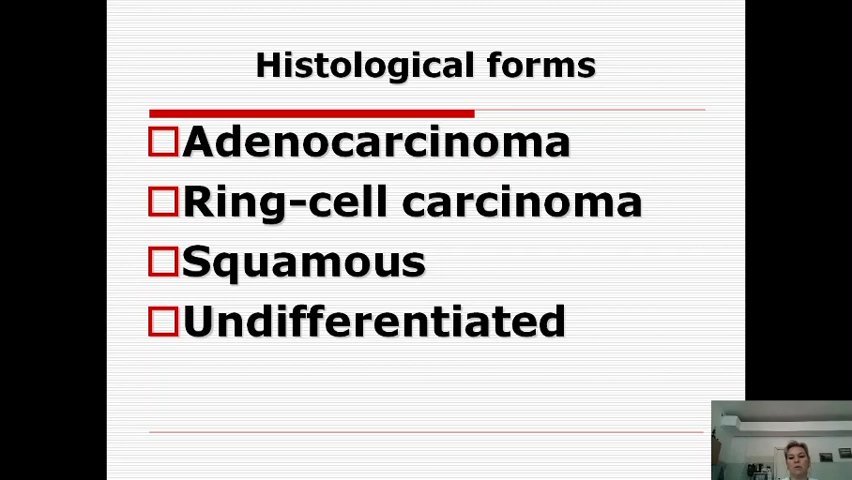 Histological forms
Adenocarcinoma
Ring-cell carcinoma
Squamous
Undifferentiated